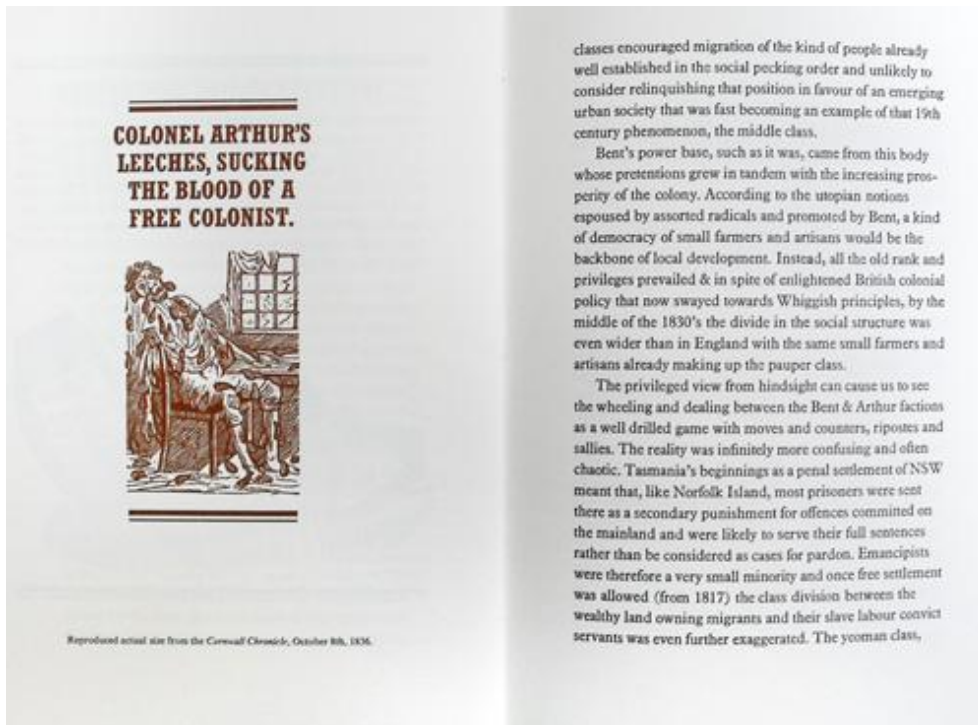 COLONEL ARTHUR'S
LEECHES, SUCKING
THE BLOOD OF A
FREE COLONIST.
Reproduced actual size from the Cornwall Chronicle, October 8th, 1836.
classes encouraged migration of the kind of people already
well established in the social pecking order and unlikely to
consider relinquishing that position in favour of an emerging
urban society that was fast becoming an example of that 19th
century phenomenon, the middle class.
Bent's power base, such as it was, came from this body
whose pretentions grew in tandem with the increasing pros-
perity of the colony. According to the utopian notions
espoused by assorted radicals and promoted by Bent, a kind
of democracy of small farmers and artisans would be the
backbone of local development. Instead, all the old rank and
privileges prevailed & in spite of enlightened British colonial
policy that now swayed towards Whiggish principles, by the
middle of the 1830's the divide in the social structure was
even wider than in England with the same small farmers and
artisans already making up the pauper class.
The privileged view from hindsight can cause us to see
the wheeling and dealing between the Bent & Arthur factions
as a well drilled game with moves and counters, ripostes and
sallies. The reality was infinitely more confusing and often
chaotic. Tasmania's beginnings as a penal settlement of NSW
meant that, like Norfolk Island, most prisoners were sent
there as a secondary punishment for offences committed on
the mainland and were likely to serve their full sentences
rather than be considered as cases for pardon. Emancipists
were therefore a very small minority and once free settlement
was allowed (from 1817) the class division between the
wealthy land owning migrants and their slave labour convict
servants was even further exaggerated. The yeoman class,